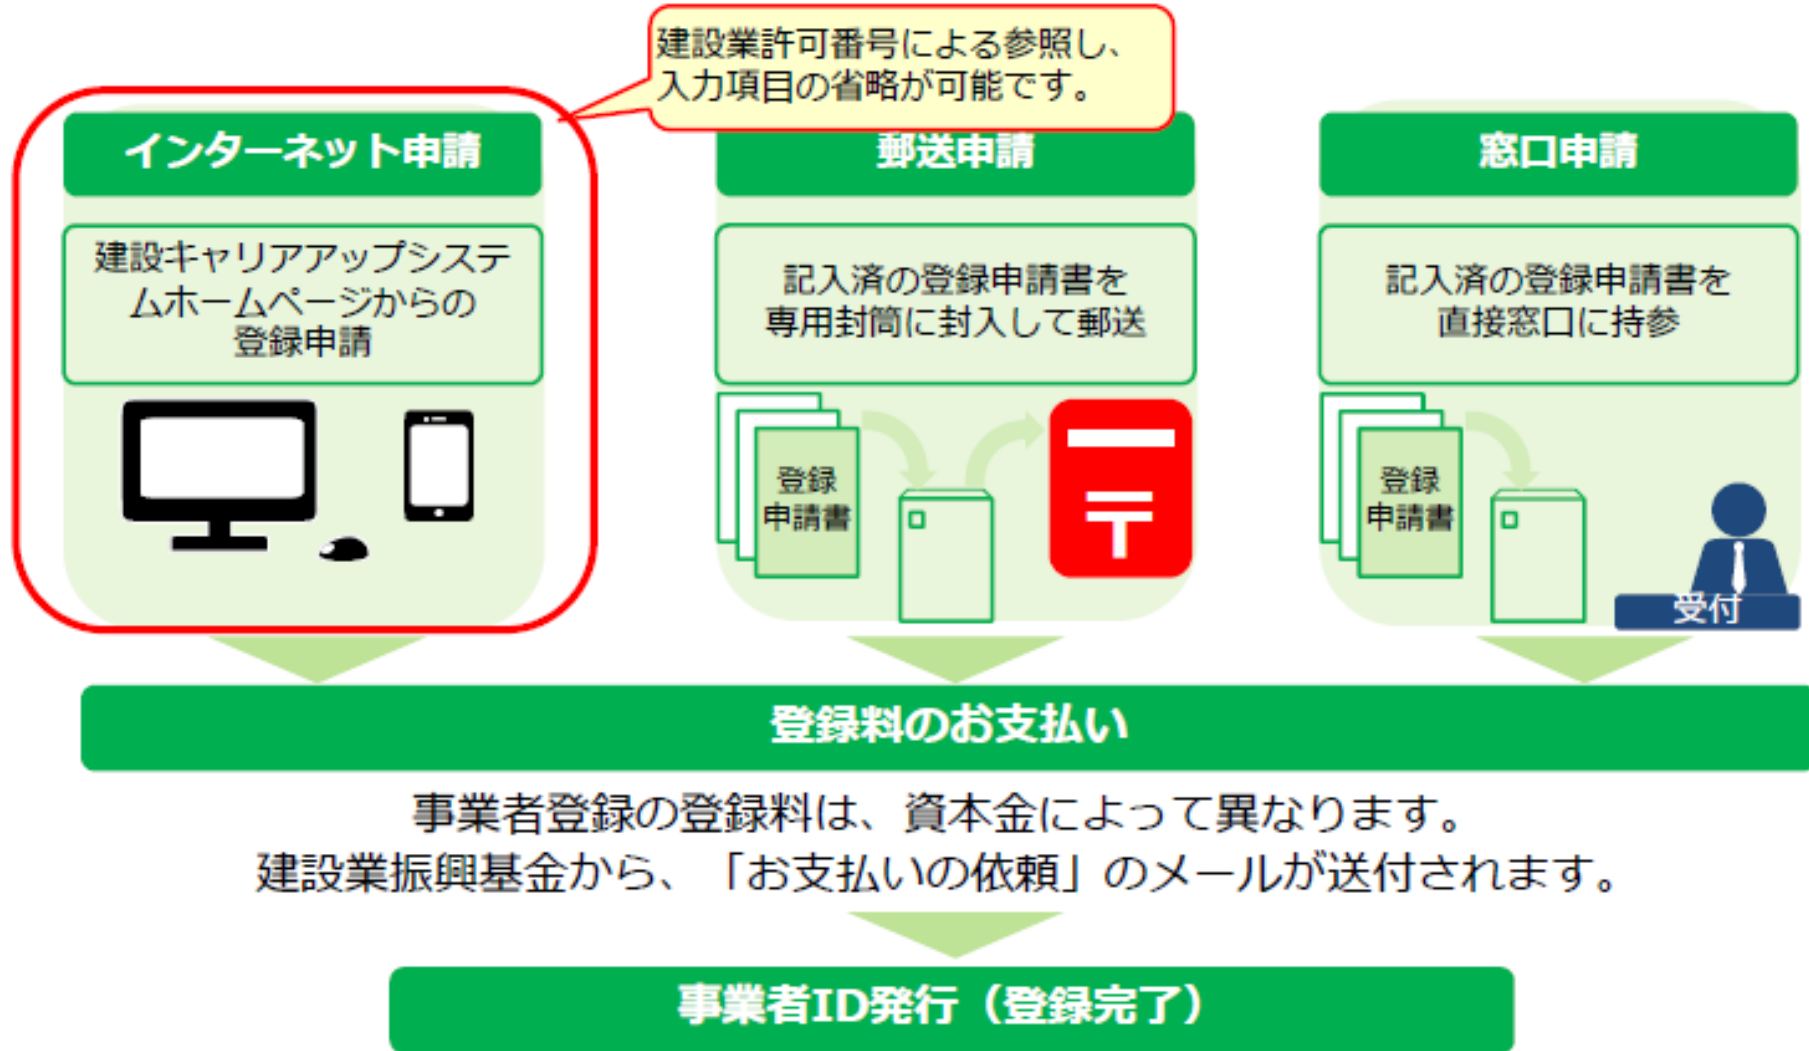 建設業許可番号による参照し、
入力項目の省略が可能です。
インターネット申請
建設キャリアアップシステ
ムホームページからの
登録申請
郵送申請
記入済の登録申請書を
専用封筒に封入して郵送
登録
申請書
〒
窓口申請
記入済の登録申請書を
直接窓口に持参
登録
申請書
受付
登録料のお支払い
事業者登録の登録料は、資本金によって異なります。
建設業振興基金から、「お支払いの依頼」のメールが送付されます。
事業者ID発行（登録完了）